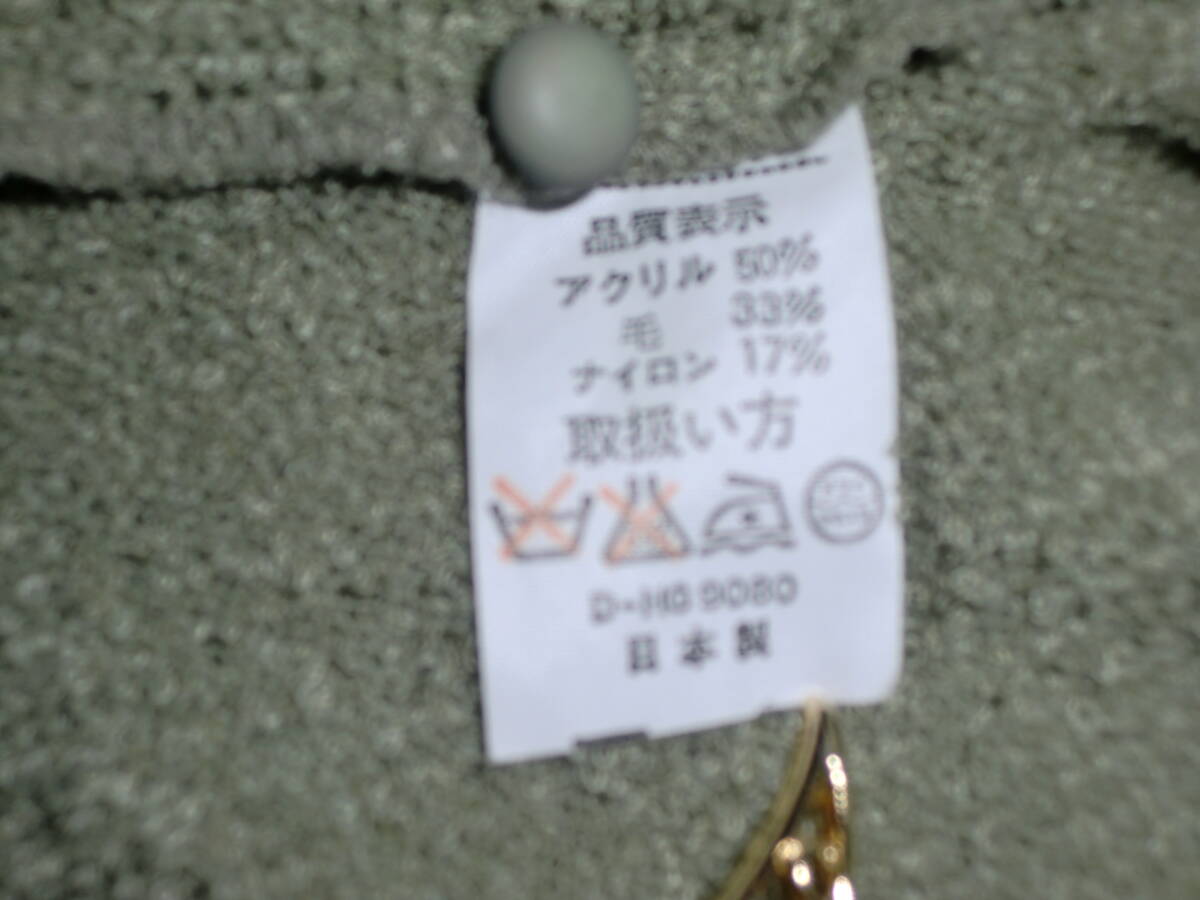 品質表示
アクリル 50%
毛 33%
ナイロン 17%
取扱い方
D-HG 9080
日本製